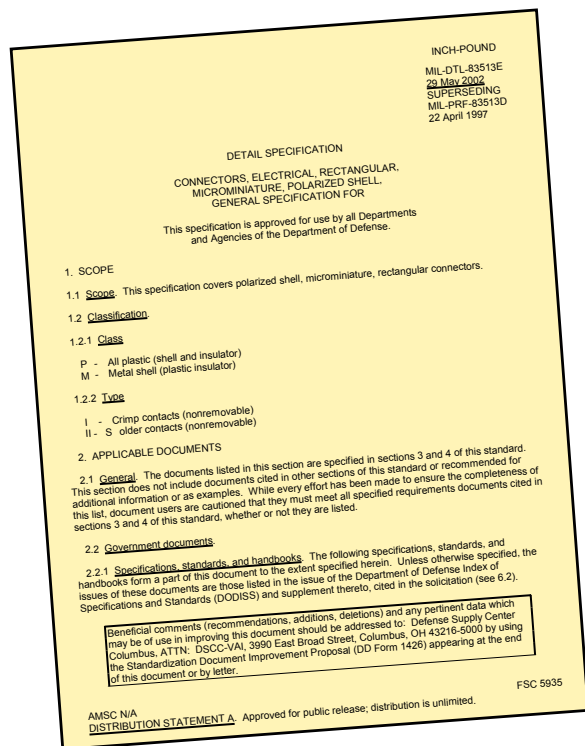 INCH-POUND
MIL-DTL-83513E
29 May 2002
SUPERSEDING
MIL-PRF-83513D
22 April 1997
DETAIL SPECIFICATION
CONNECTORS, ELECTRICAL, RECTANGULAR,
MICROMINIATURE, POLARIZED SHELL,
GENERAL SPECIFICATION FOR
This specification is approved for use by all Departments
and Agencies of the Department of Defense.
1. SCOPE
1.1 Scope. This specification covers polarized shell, microminiature, rectangular connectors.
1.2 Classification.
1.2.1 Class
P - All plastic (shell and insulator)
M - Metal shell (plastic insulator)
1.2.2 Type
I - Crimp contacts (nonremovable)
II - S older contacts (nonremovable)
2. APPLICABLE DOCUMENTS
2.1 General. The documents listed in this section are specified in sections 3 and 4 of this standard.
This section does not include documents cited in other sections of this standard or recommended for
additional information or as examples. While every effort has been made to ensure the completeness of
this list, document users are cautioned that they must meet all specified requirements documents cited in
sections 3 and 4 of this standard, whether or not they are listed.
2.2 Government documents.
2.2.1 Specifications, standards, and handbooks. The following specifications, standards, and
handbooks form a part of this document to the extent specified herein. Unless otherwise specified, the
issues of these documents are those listed in the issue of the Department of Defense Index of
Specifications and Standards (DODISS) and supplement thereto, cited in the solicitation (see 6.2).
Beneficial comments (recommendations, additions, deletions) and any pertinent data which
may be of use in improving this document should be addressed to: Defense Supply Center
Columbus, ATTN: DSCC-VAI, 3990 East Broad Street, Columbus, OH 43216-5000 by using
the Standardization Document Improvement Proposal (DD Form 1426) appearing at the end
of this document or by letter.
AMSC N/A
FSC 5935
DISTRIBUTION STATEMENT A. Approved for public release; distribution is unlimited.